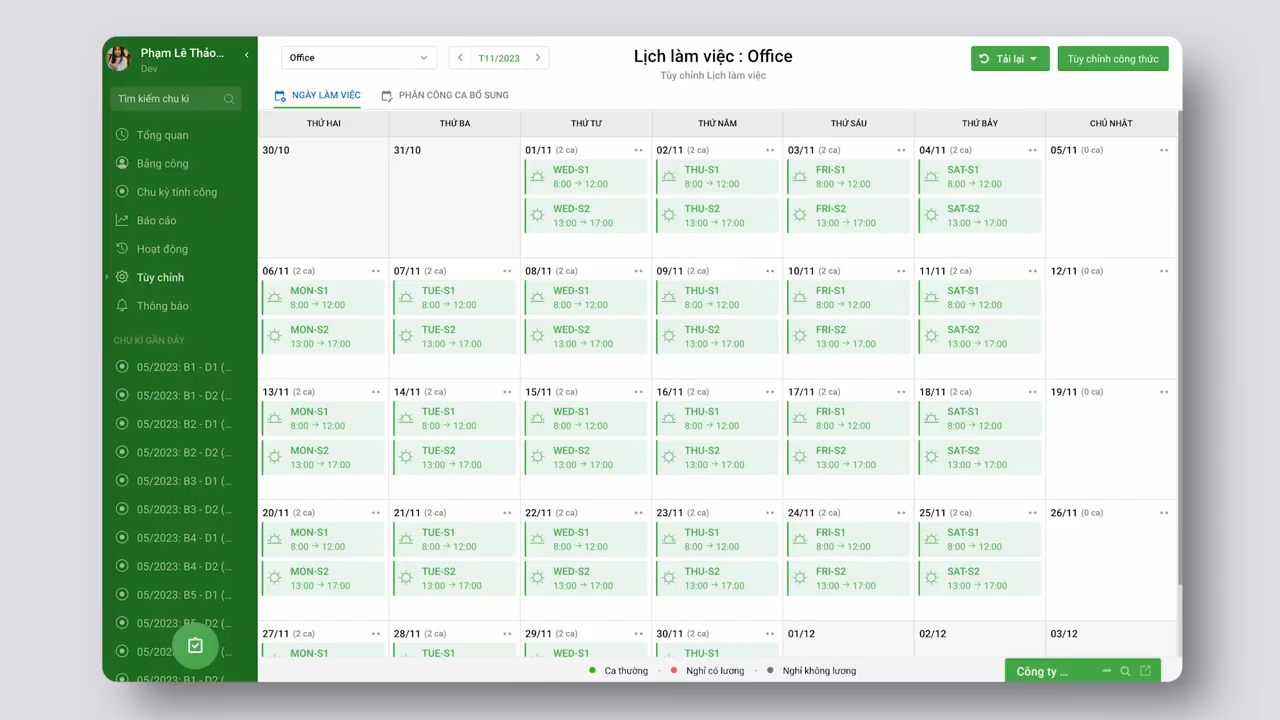 Phạm Lê Thảo...
Dev
Tìm kiếm chu kì
Tổng quan
Bảng công
Chu kỳ tính công
Báo cáo
Hoạt động
Tùy chỉnh
Thông báo
CHU KÌ GẦN ĐÂY
05/2023: B1 - D1 (...
05/2023: B1 - D2 (...
05/2023: B2 - D1 (...
05/2023: B2 - D2 (...
05/2023: B3 - D1 (...
05/2023: B3 - D2 (...
05/2023: B4 - D1 (...
05/2023: B4 - D2 (...
05/2023: B5 - D1 (...
05/2023: B5 - D2 (...
05/2023: B1 - D1 (...
Office
T11/2023
Lịch làm việc : Office
Tùy chỉnh Lịch làm việc
Tải lại
Tùy chỉnh công thức
NGÀY LÀM VIỆC
PHÂN CÔNG CA BỔ SUNG
THỨ HAI THỨ BA THỨ TƯ THỨ NĂM THỨ SÁU THỨ BẢY CHỦ NHẬT
30/10 31/10 01/11 (2 ca) 02/11 (2 ca) 03/11 (2 ca) 04/11 (2 ca) 05/11 (0 ca)
WED-S1 THU-S1 FRI-S1 SAT-S1
8:00 → 12:00 8:00 → 12:00 8:00 → 12:00 8:00 → 12:00
WED-S2 THU-S2 FRI-S2 SAT-S2
13:00 → 17:00 13:00 → 17:00 13:00 → 17:00 13:00 → 17:00
06/11 (2 ca) 07/11 (2 ca) 08/11 (2 ca) 09/11 (2 ca) 10/11 (2 ca) 11/11 (2 ca) 12/11 (0 ca)
MON-S1 TUE-S1 WED-S1 THU-S1 FRI-S1 SAT-S1
8:00 → 12:00 8:00 → 12:00 8:00 → 12:00 8:00 → 12:00 8:00 → 12:00 8:00 → 12:00
MON-S2 TUE-S2 WED-S2 THU-S2 FRI-S2 SAT-S2
13:00 → 17:00 13:00 → 17:00 13:00 → 17:00 13:00 → 17:00 13:00 → 17:00 13:00 → 17:00
13/11 (2 ca) 14/11 (2 ca) 15/11 (2 ca) 16/11 (2 ca) 17/11 (2 ca) 18/11 (2 ca) 19/11 (0 ca)
MON-S1 TUE-S1 WED-S1 THU-S1 FRI-S1 SAT-S1
8:00 → 12:00 8:00 → 12:00 8:00 → 12:00 8:00 → 12:00 8:00 → 12:00 8:00 → 12:00
MON-S2 TUE-S2 WED-S2 THU-S2 FRI-S2 SAT-S2
13:00 → 17:00 13:00 → 17:00 13:00 → 17:00 13:00 → 17:00 13:00 → 17:00 13:00 → 17:00
20/11 (2 ca) 21/11 (2 ca) 22/11 (2 ca) 23/11 (2 ca) 24/11 (2 ca) 25/11 (2 ca) 26/11 (0 ca)
MON-S1 TUE-S1 WED-S1 THU-S1 FRI-S1 SAT-S1
8:00 → 12:00 8:00 → 12:00 8:00 → 12:00 8:00 → 12:00 8:00 → 12:00 8:00 → 12:00
MON-S2 TUE-S2 WED-S2 THU-S2 FRI-S2 SAT-S2
13:00 → 17:00 13:00 → 17:00 13:00 → 17:00 13:00 → 17:00 13:00 → 17:00 13:00 → 17:00
27/11 (2 ca) 28/11 (2 ca) 29/11 (2 ca) 30/11 (2 ca) 01/12 02/12 03/12
MON-S1 TUE-S1 WED-S1 THU-S1
Ca thường · Nghỉ có lương · Nghỉ không lương
Công ty ...